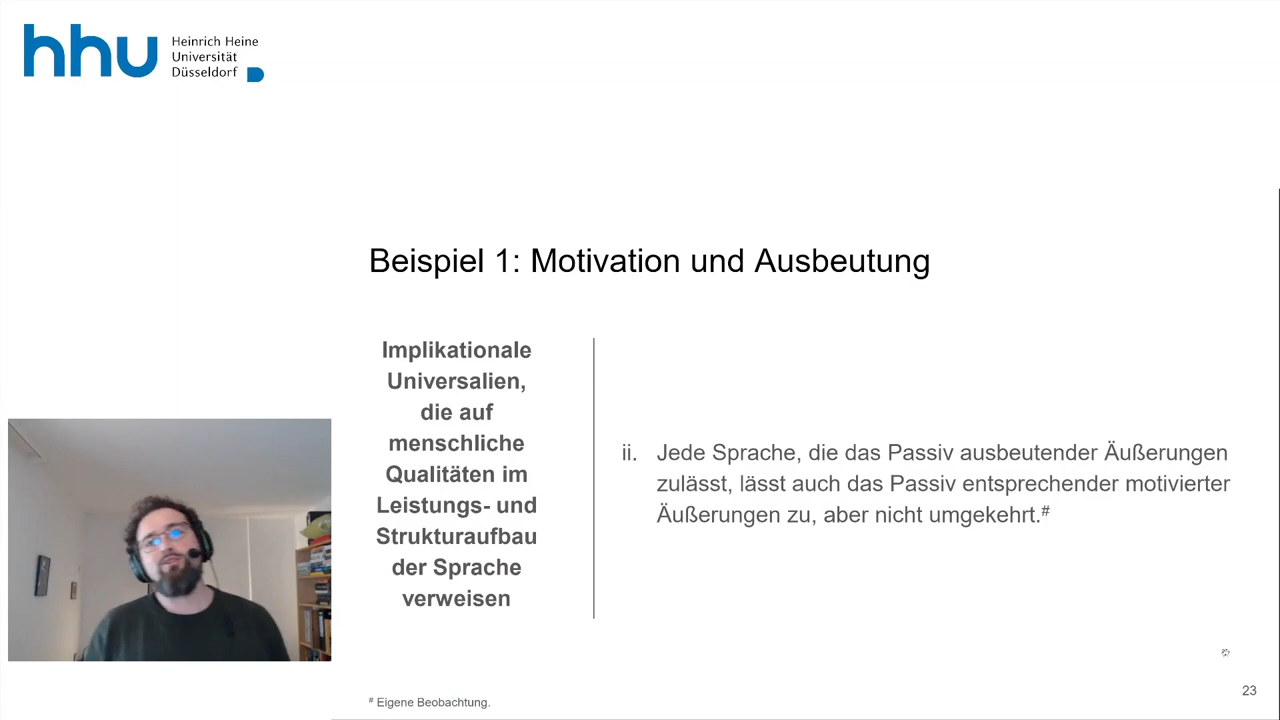 hhu
Heinrich Heine
Universität
Düsseldorf
Beispiel 1: Motivation und Ausbeutung
Implikationale
Universalien,
die auf
menschliche
Qualitäten im
Leistungs- und
Strukturaufbau
der Sprache
verweisen
ii. Jede Sprache, die das Passiv ausbeutender Äußerungen
zulässt, lässt auch das Passiv entsprechender motivierter
Äußerungen zu, aber nicht umgekehrt.#
# Eigene Beobachtung.
23